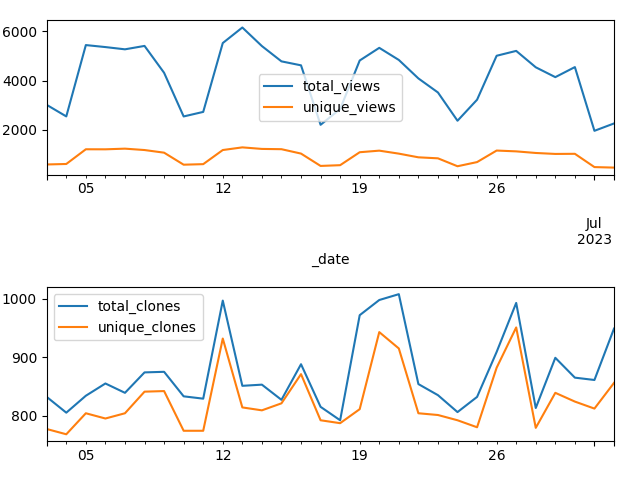 6000
4000
2000
total_views
unique_views
05 12 19 26
Jul
2023
_date
1000
900
800
total_clones
unique_clones
05 12 19 26